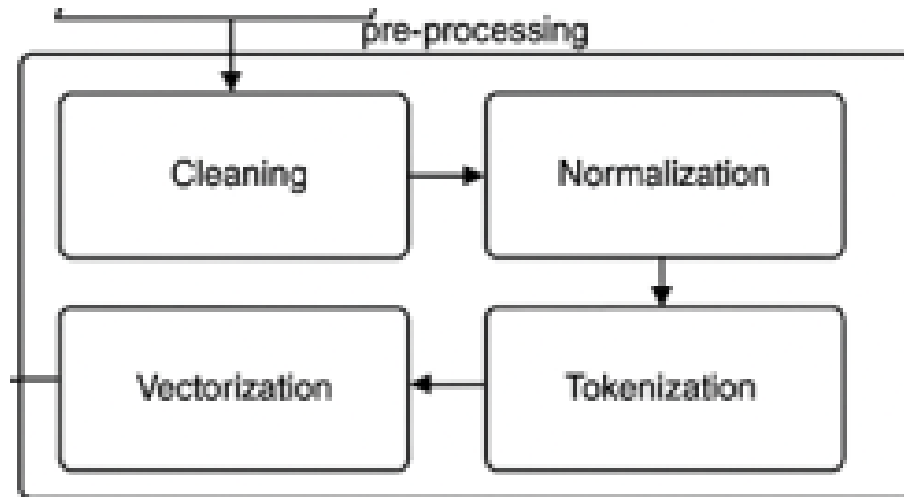 pre-processing
Cleaning
Normalization
Vectorization
Tokenization